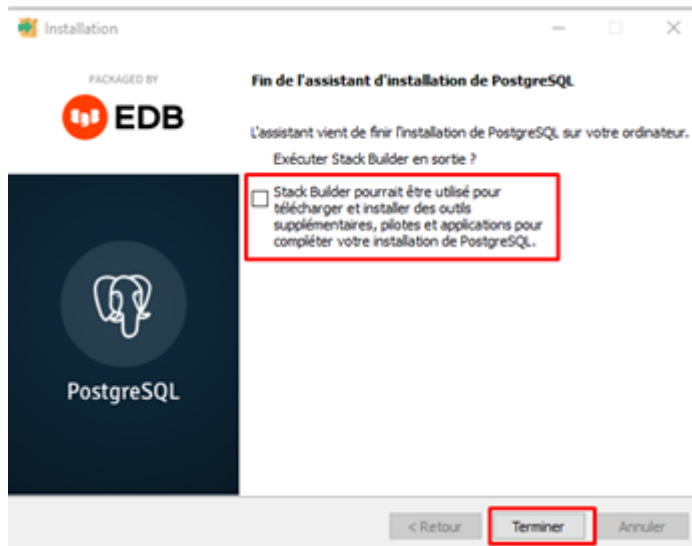 Installation
PACKAGED BY
EDB
Fin de l'assistant d'installation de PostgreSQL
L'assistant vient de finir l'installation de PostgreSQL sur votre ordinateur.
Exécuter Stack Builder en sortie ?
Stack Builder pourrait être utilisé pour
télécharger et installer des outils
supplémentaires, pilotes et applications pour
compléter votre installation de PostgreSQL.
PostgreSQL
< Retour
Terminer
Annuler